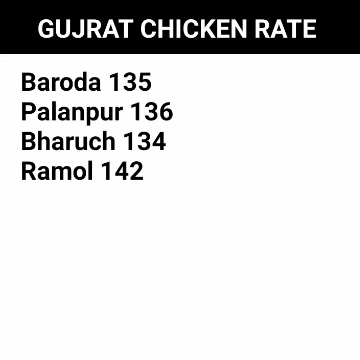 GUJRAT CHICKEN RATE
Baroda 135
Palanpur 136
Bharuch 134
Ramol 142